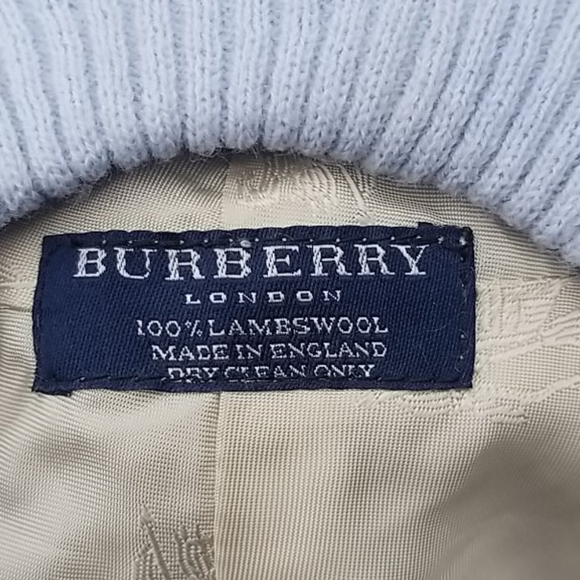 BURBERRY
LONDON
100% LAMBSWOOL
MADE IN ENGLAND
DRY CLEAN ONLY